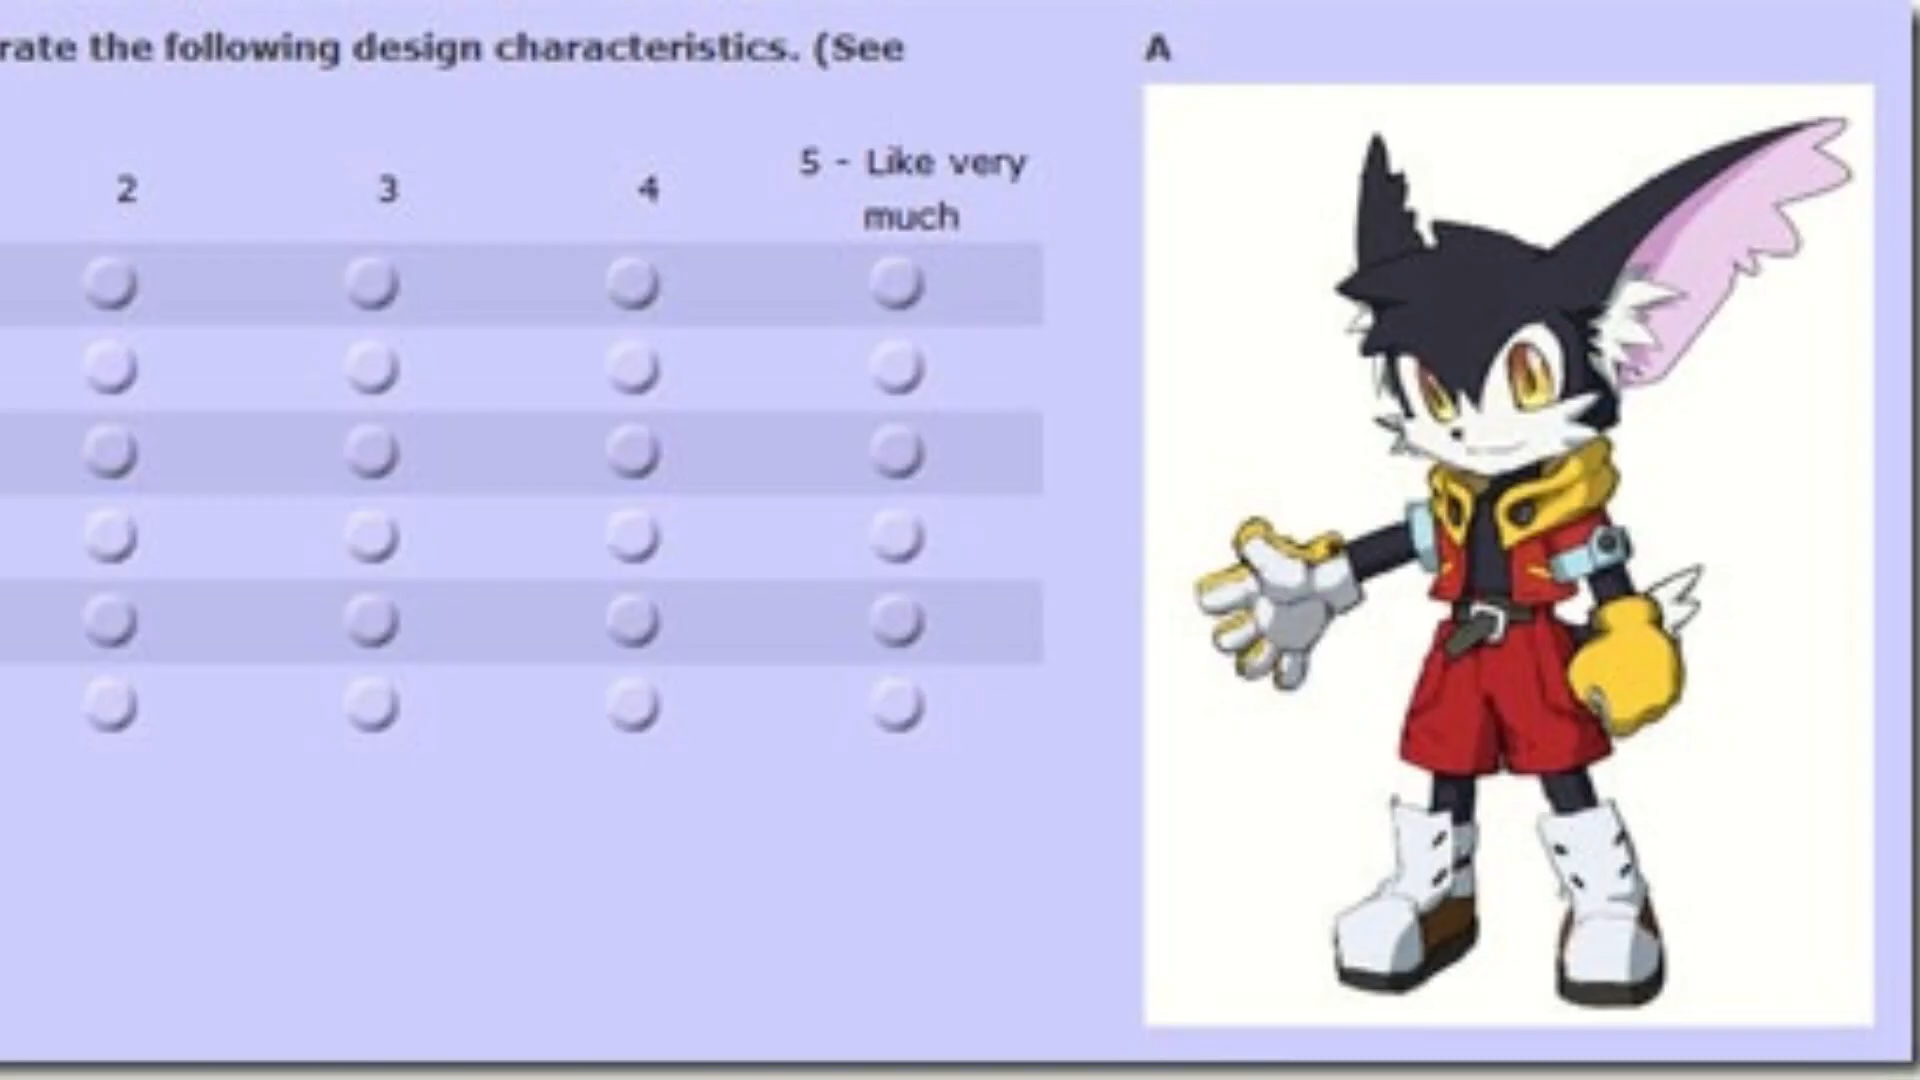 rate the following design characteristics. (See
A
2 3 4 5 - Like very
much